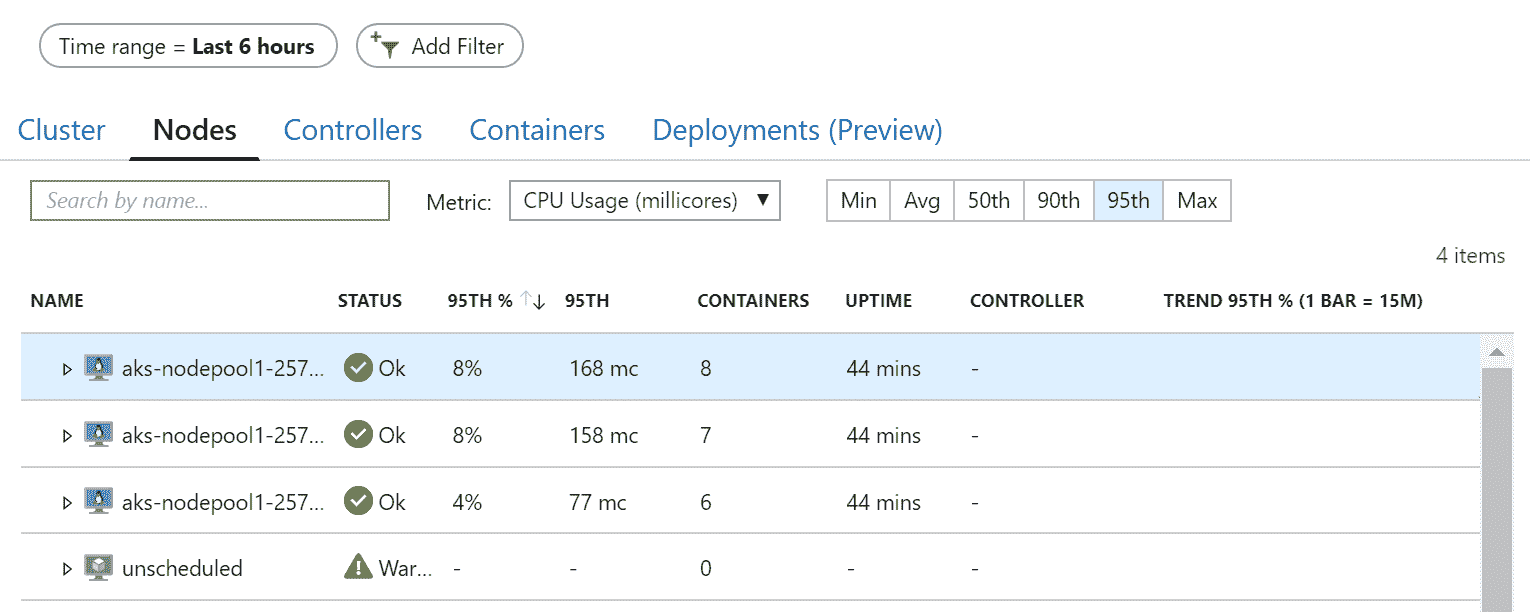 Time range = Last 6 hours Add Filter
Cluster Nodes Controllers Containers Deployments (Preview)
Search by name... Metric: CPU Usage (millicores) Min Avg 50th 90th 95th Max
4 items
NAME STATUS 95TH % 95TH CONTAINERS UPTIME CONTROLLER TREND 95TH % (1 BAR = 15M)
aks-nodepool1-257... Ok 8% 168 mc 8 44 mins -
aks-nodepool1-257... Ok 8% 158 mc 7 44 mins -
aks-nodepool1-257... Ok 4% 77 mc 6 44 mins -
unscheduled War... - - 0 - -